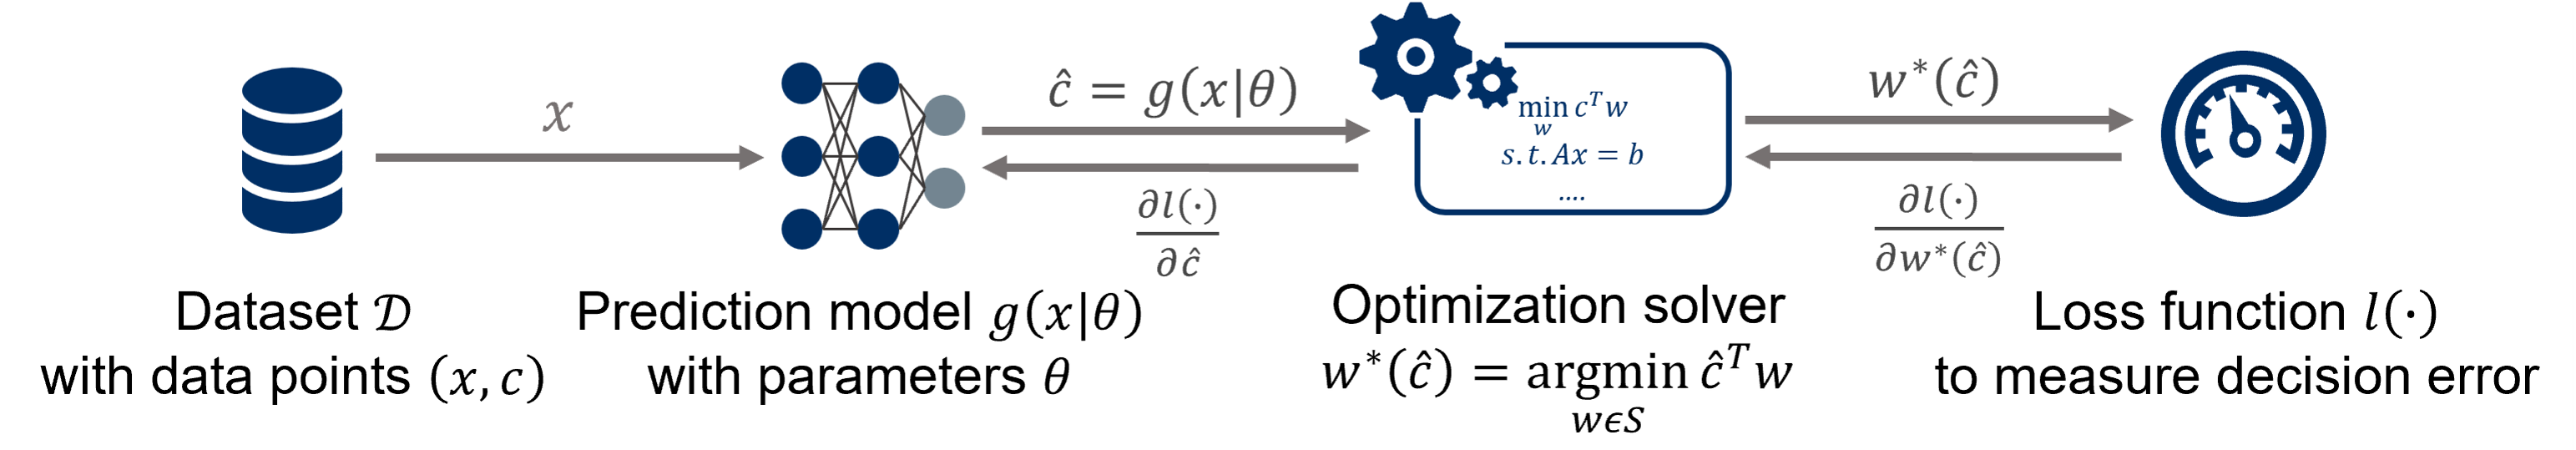 x
ĉ = g(x|θ)
∂l(·)
∂ĉ
min cᵀw
w
s.t. Ax = b
....
w*(ĉ)
∂l(·)
∂w*(ĉ)
Dataset 𝒟
with data points (x, c)
Prediction model g(x|θ)
with parameters θ
Optimization solver
w*(ĉ) = argmin ĉᵀw
wϵS
Loss function l(·)
to measure decision error